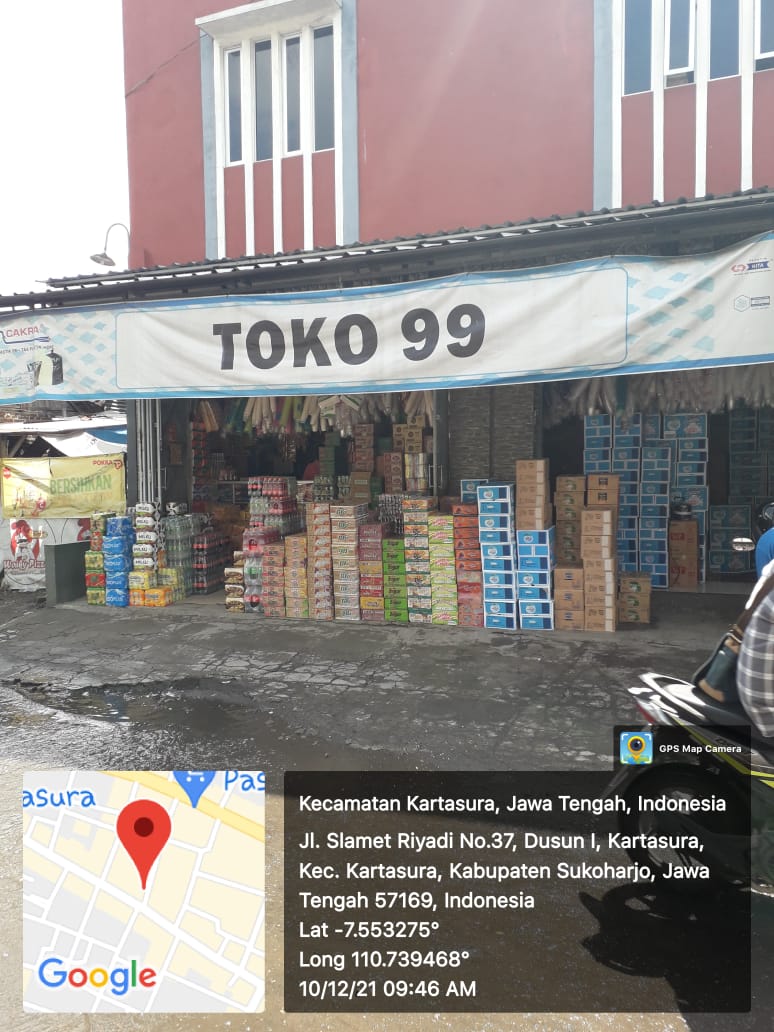 TOKO 99
CAKRA
KITA
POKKA
BERSIHKAN
GPS Map Camera
asura
Pas
Google
Kecamatan Kartasura, Jawa Tengah, Indonesia
Jl. Slamet Riyadi No.37, Dusun I, Kartasura,
Kec. Kartasura, Kabupaten Sukoharjo, Jawa
Tengah 57169, Indonesia
Lat -7.553275°
Long 110.739468°
10/12/21 09:46 AM